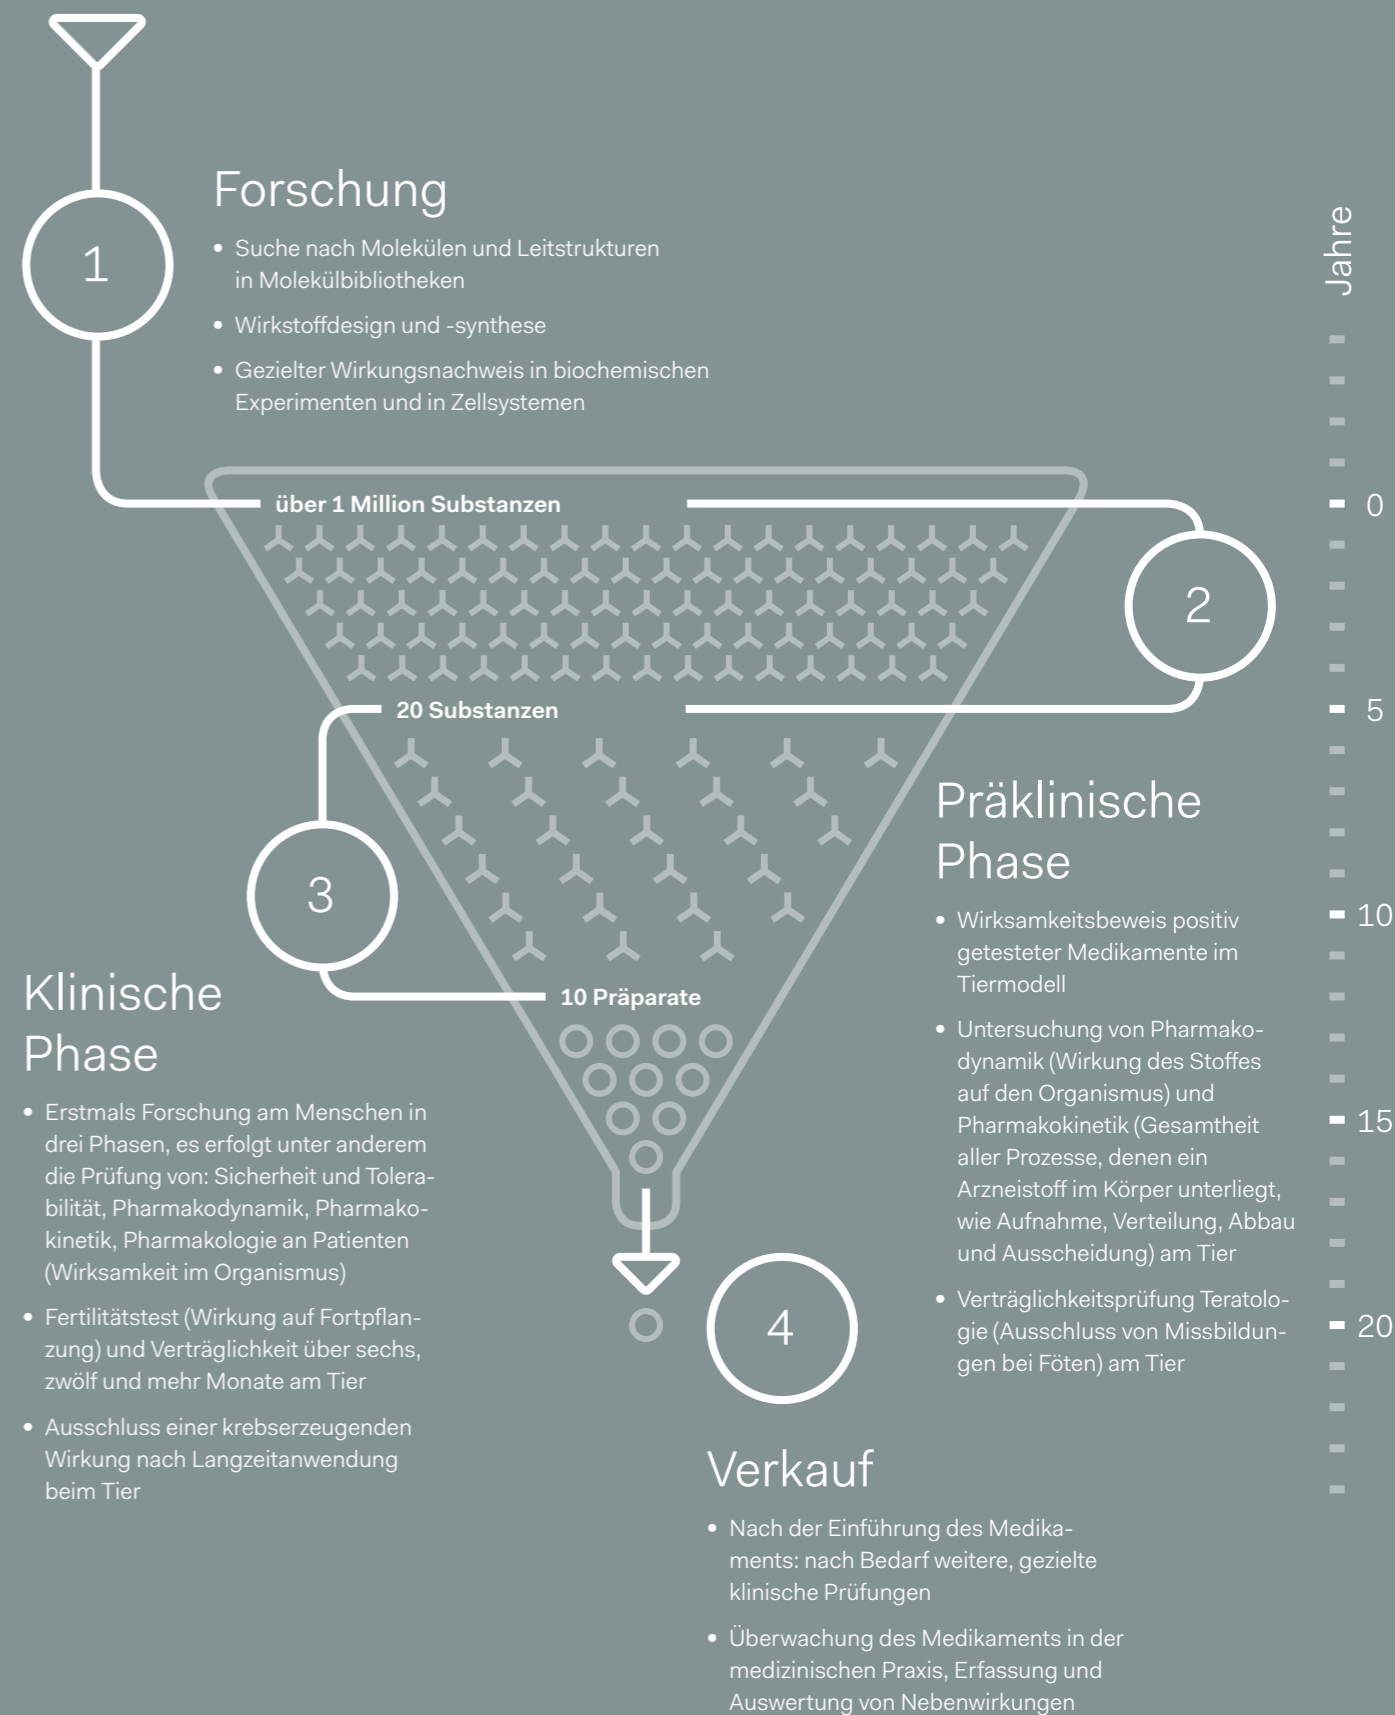 1
Forschung
• Suche nach Molekülen und Leitstrukturen
in Molekülbibliotheken
• Wirkstoffdesign und -synthese
• Gezielter Wirkungsnachweis in biochemischen
Experimenten und in Zellsystemen
Jahre
0
5
10
15
20
über 1 Million Substanzen
2
20 Substanzen
Präklinische
Phase
• Wirksamkeitsbeweis positiv
getesteter Medikamente im
Tiermodell
• Untersuchung von Pharmako-
dynamik (Wirkung des Stoffes
auf den Organismus) und
Pharmakokinetik (Gesamtheit
aller Prozesse, denen ein
Arzneistoff im Körper unterliegt,
wie Aufnahme, Verteilung, Abbau
und Ausscheidung) am Tier
• Verträglichkeitsprüfung Teratolo-
gie (Ausschluss von Missbildun-
gen bei Föten) am Tier
3
10 Präparate
Klinische
Phase
• Erstmals Forschung am Menschen in
drei Phasen, es erfolgt unter anderem
die Prüfung von: Sicherheit und Tolera-
bilität, Pharmakodynamik, Pharmako-
kinetik, Pharmakologie an Patienten
(Wirksamkeit im Organismus)
• Fertilitätstest (Wirkung auf Fortpflan-
zung) und Verträglichkeit über sechs,
zwölf und mehr Monate am Tier
• Ausschluss einer krebserzeugenden
Wirkung nach Langzeitanwendung
beim Tier
4
Verkauf
• Nach der Einführung des Medika-
ments: nach Bedarf weitere, gezielte
klinische Prüfungen
• Überwachung des Medikaments in der
medizinischen Praxis, Erfassung und
Auswertung von Nebenwirkungen